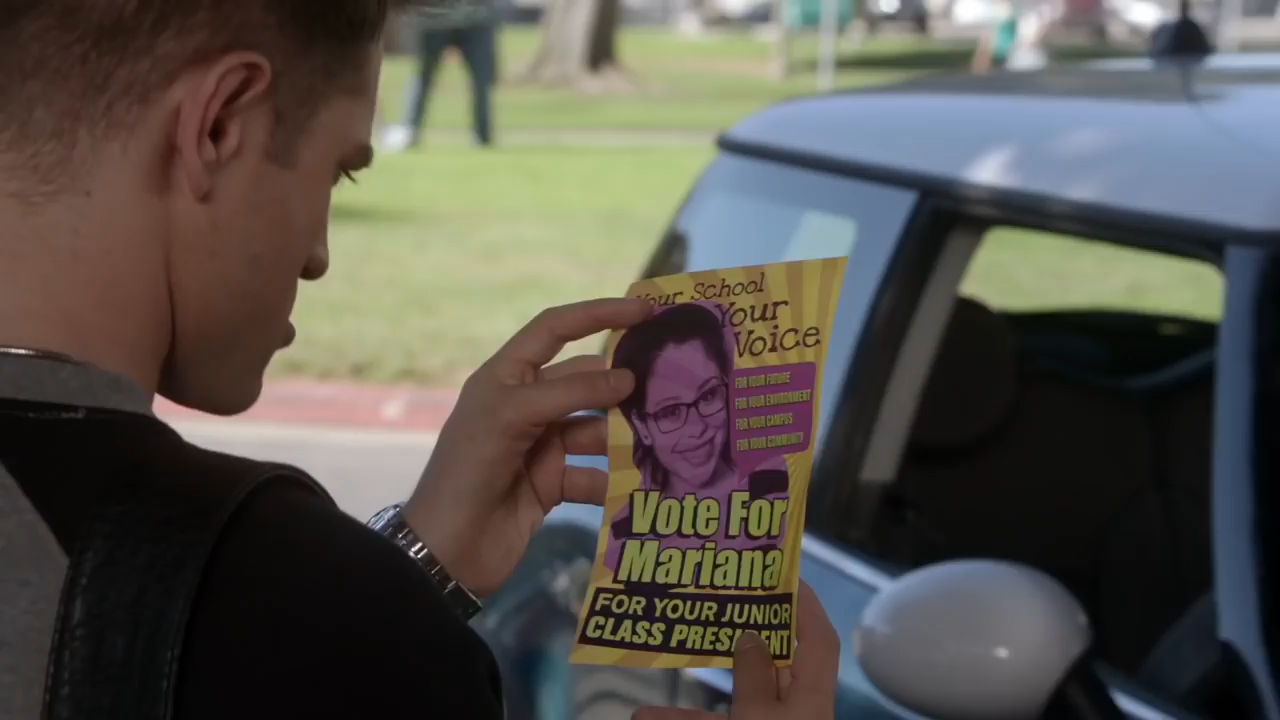 Your School
Your
Voice
FOR YOUR FUTURE
FOR YOUR ENVIRONMENT
FOR YOUR CAMPUS
FOR YOUR COMMUNITY
Vote For
Mariana
FOR YOUR JUNIOR
CLASS PRESIDENT